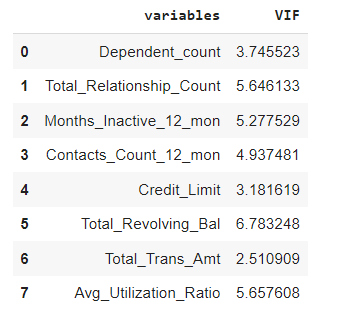 variables VIF
0 Dependent_count 3.745523
1 Total_Relationship_Count 5.646133
2 Months_Inactive_12_mon 5.277529
3 Contacts_Count_12_mon 4.937481
4 Credit_Limit 3.181619
5 Total_Revolving_Bal 6.783248
6 Total_Trans_Amt 2.510909
7 Avg_Utilization_Ratio 5.657608